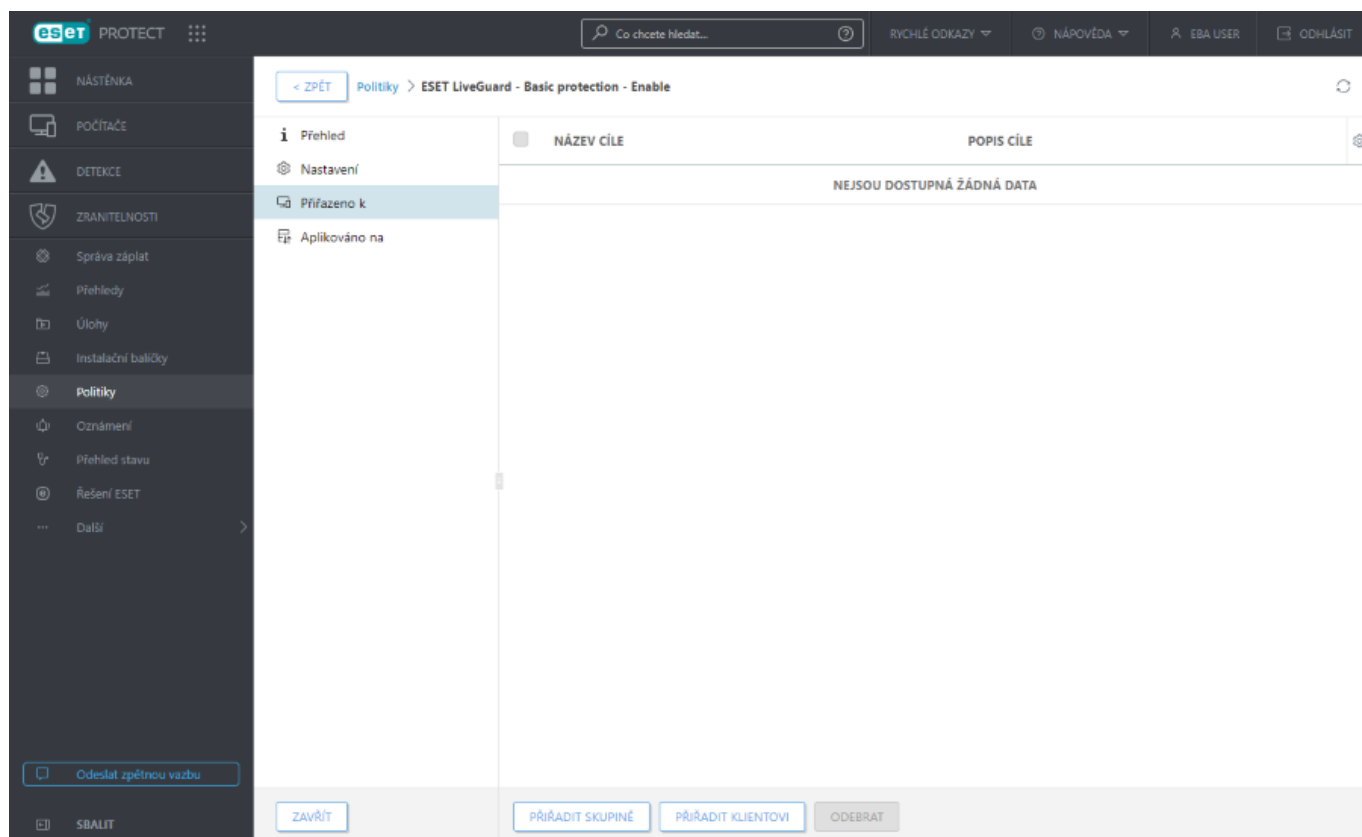 eset PROTECT
Co chcete hledat...
RYCHLÉ ODKAZY
NÁPOVĚDA
EBA USER
ODHLÁSIT
NÁSTĚNKA
POČÍTAČE
DETEKCE
ZRANITELNOSTI
Správa záplat
Přehledy
Úlohy
Instalační balíčky
Politiky
Oznámení
Přehled stavu
Řešení ESET
Další
Odeslat zpětnou vazbu
SBALIT
< ZPĚT Politiky > ESET LiveGuard - Basic protection - Enable
Přehled
Nastavení
Přiřazeno k
Aplikováno na
NÁZEV CÍLE POPIS CÍLE
NEJSOU DOSTUPNÁ ŽÁDNÁ DATA
ZAVŘÍT
PŘIŘADIT SKUPINĚ
PŘIŘADIT KLIENTOVI
ODEBRAT